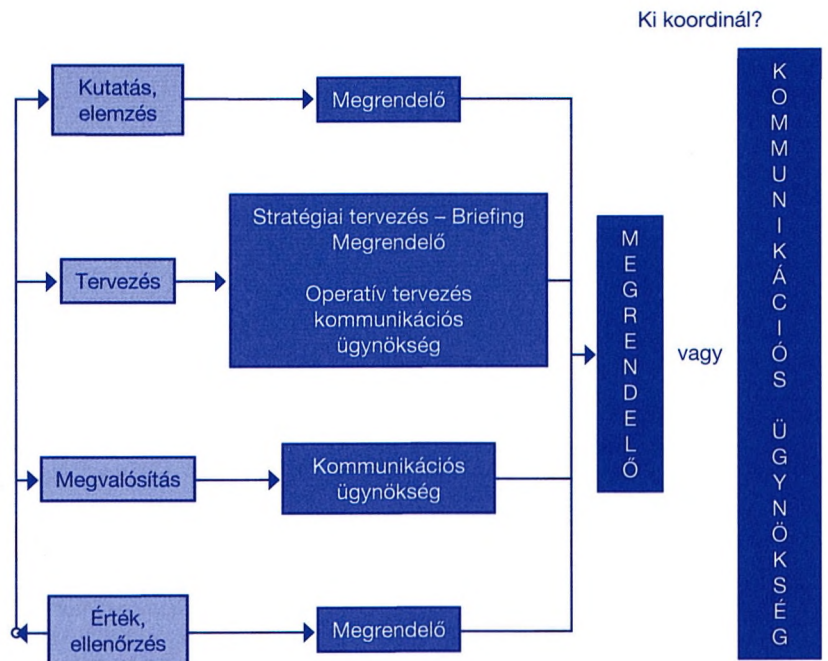 Ki koordinál?
Kutatás,
elemzés
Megrendelő
Stratégiai tervezés – Briefing
Megrendelő
Operatív tervezés
kommunikációs
ügynökség
Tervezés
Megvalósítás
Kommunikációs
ügynökség
Érték,
ellenőrzés
Megrendelő
MEGRENDELŐ
vagy
KOMMUNIKÁCIÓS ÜGYNÖKSÉG